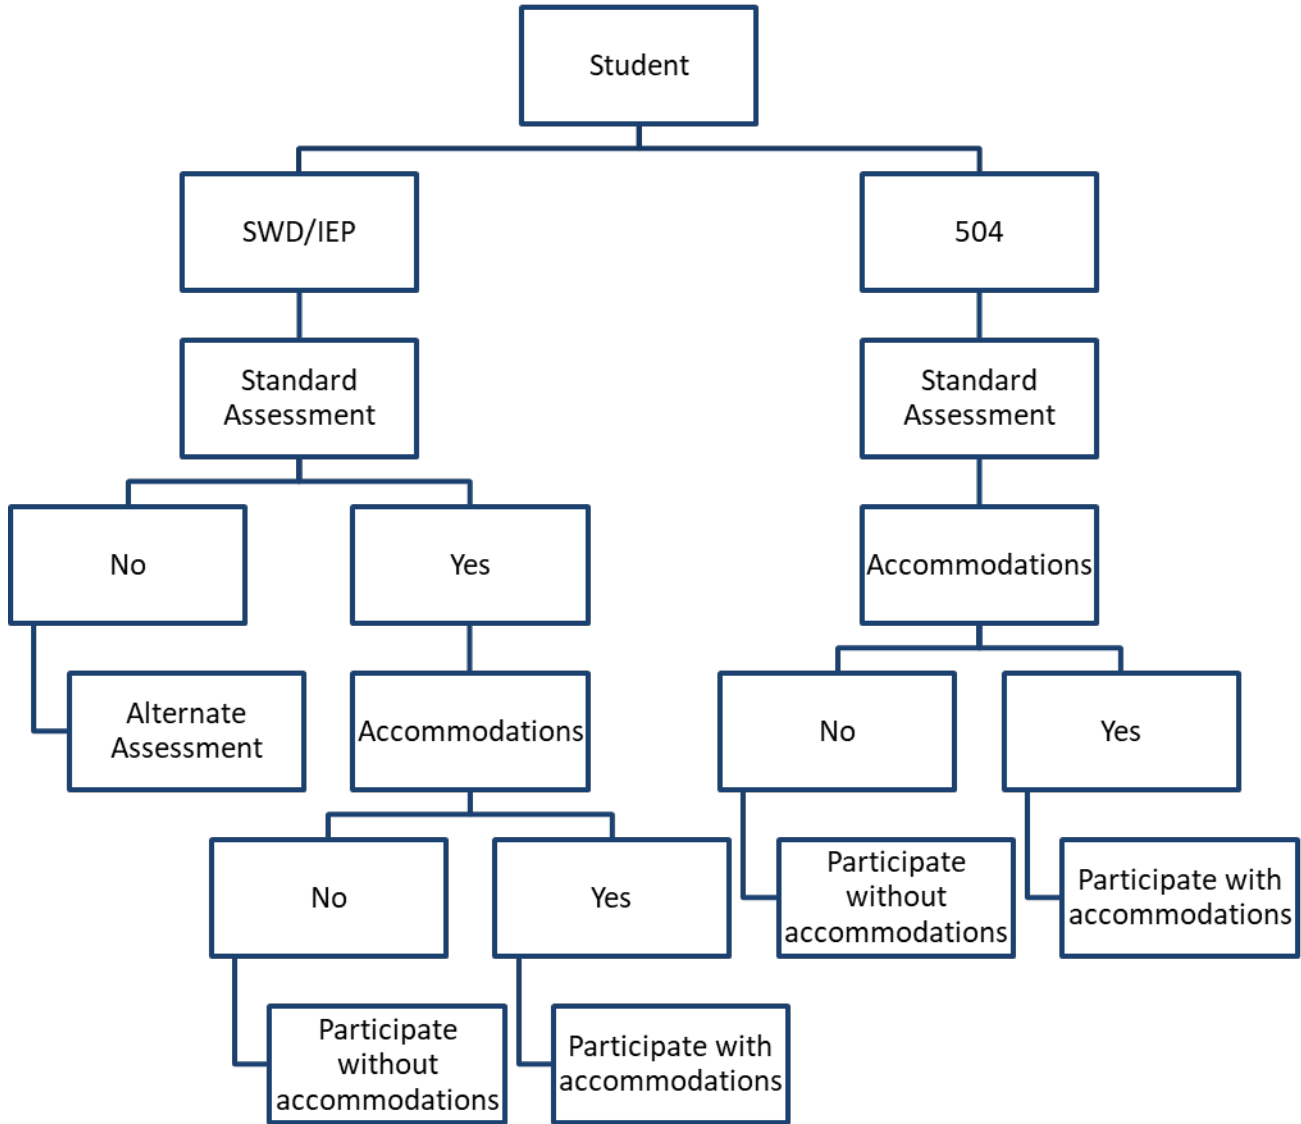 Student
SWD/IEP
504
Standard
Assessment
Standard
Assessment
No
Yes
Accommodations
Alternate
Assessment
Accommodations
No
Yes
No
Yes
Participate
without
accommodations
Participate with
accommodations
Participate
without
accommodations
Participate with
accommodations